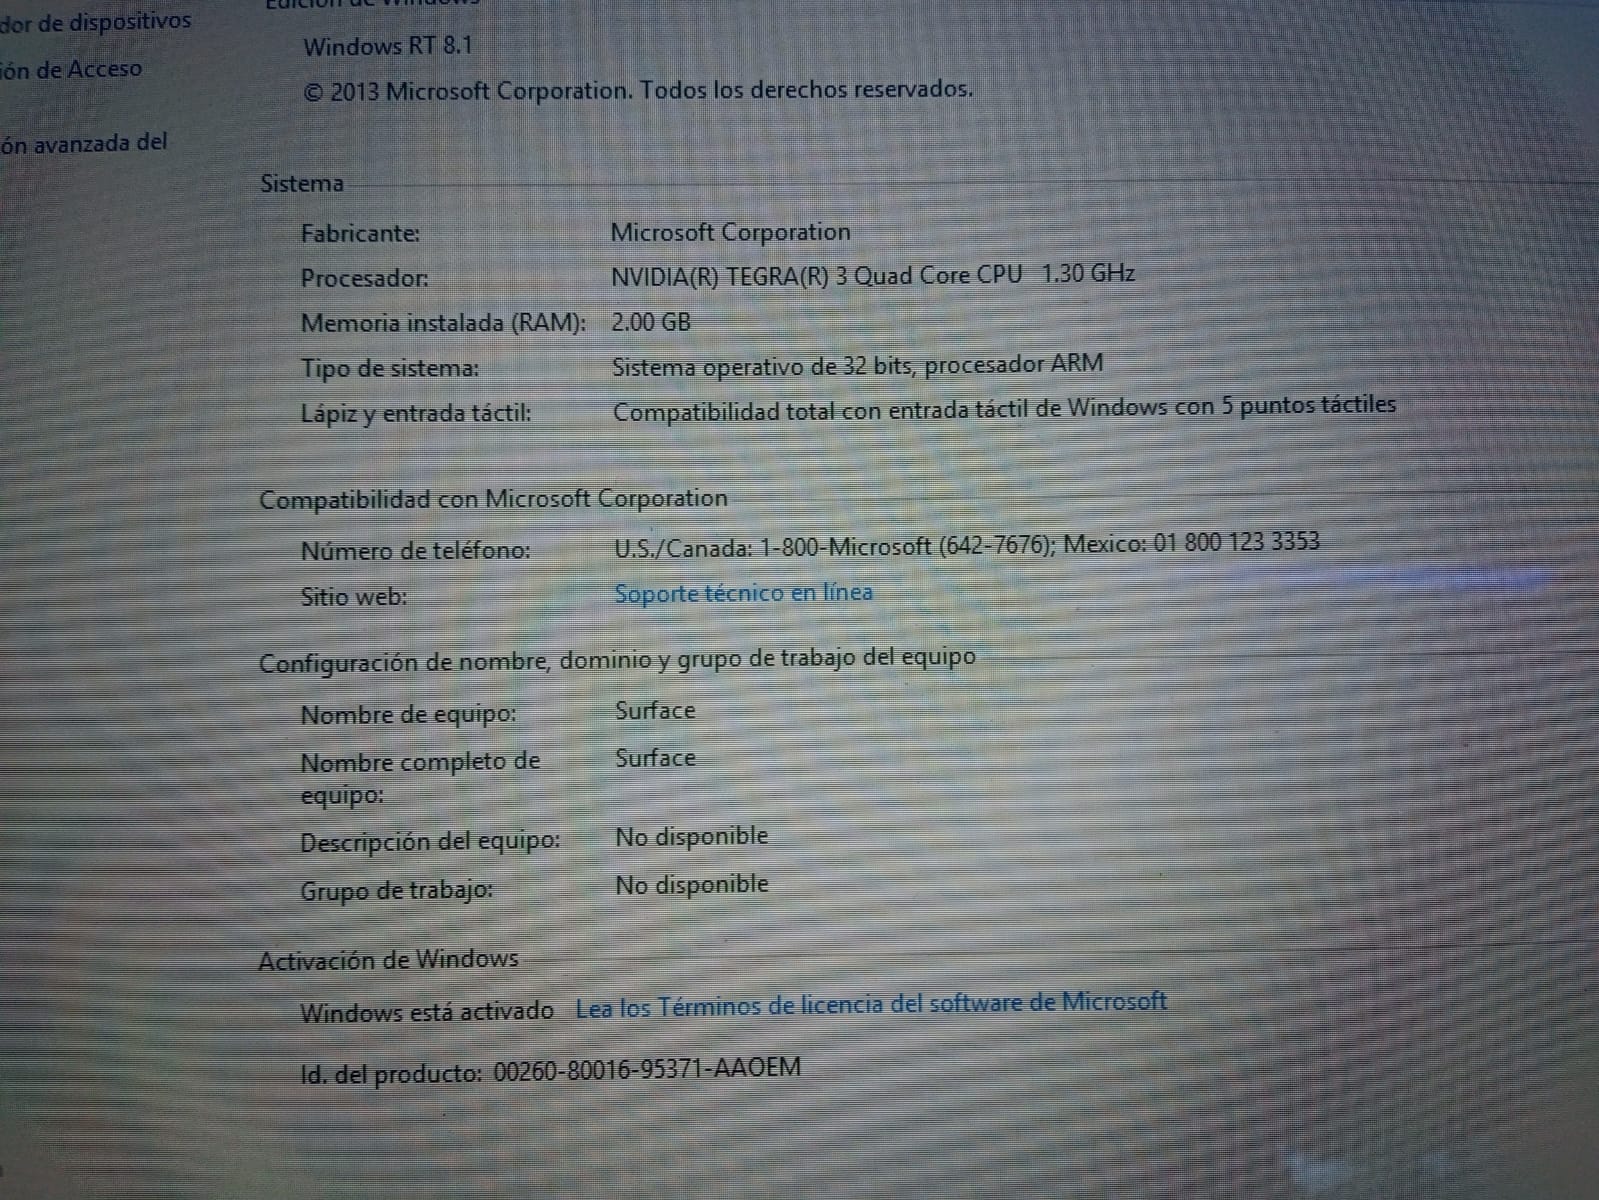 dor de dispositivos
ión de Acceso
ón avanzada del
Edición de Windows
Windows RT 8.1
© 2013 Microsoft Corporation. Todos los derechos reservados.
Sistema
Fabricante: Microsoft Corporation
Procesador: NVIDIA(R) TEGRA(R) 3 Quad Core CPU 1.30 GHz
Memoria instalada (RAM): 2.00 GB
Tipo de sistema: Sistema operativo de 32 bits, procesador ARM
Lápiz y entrada táctil: Compatibilidad total con entrada táctil de Windows con 5 puntos táctiles
Compatibilidad con Microsoft Corporation
Número de teléfono: U.S./Canada: 1-800-Microsoft (642-7676); Mexico: 01 800 123 3353
Sitio web: Soporte técnico en línea
Configuración de nombre, dominio y grupo de trabajo del equipo
Nombre de equipo: Surface
Nombre completo de Surface
equipo:
Descripción del equipo: No disponible
Grupo de trabajo: No disponible
Activación de Windows
Windows está activado Lea los Términos de licencia del software de Microsoft
Id. del producto: 00260-80016-95371-AAOEM